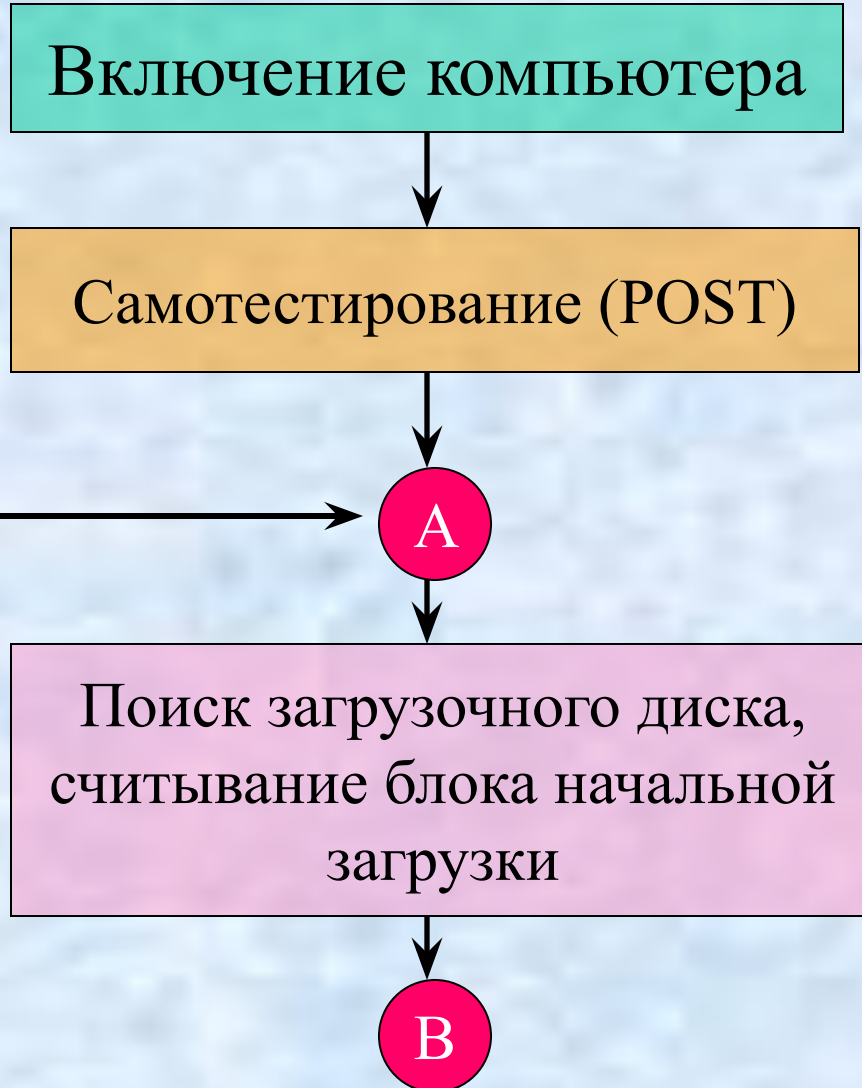 Включение компьютера
Самотестирование (POST)
А
Поиск загрузочного диска,
считывание блока начальной
загрузки
В